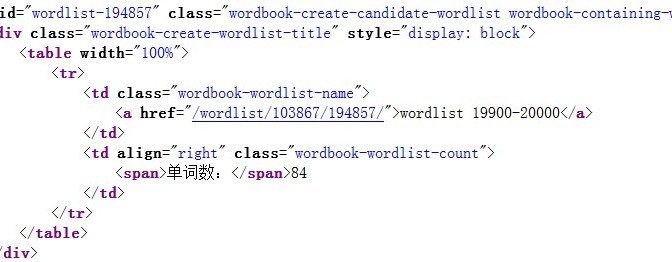 id="wordlist-194857" class="wordbook-create-candidate-wordlist wordbook-containing-
div class="wordbook-create-wordlist-title" style="display: block">
<table width="100%">
<tr>
<td class="wordbook-wordlist-name">
<a href="/wordlist/103867/194857/">wordlist 19900-20000</a>
</td>
<td align="right" class="wordbook-wordlist-count">
<span>单词数：</span>84
</td>
</tr>
</table>
/div>